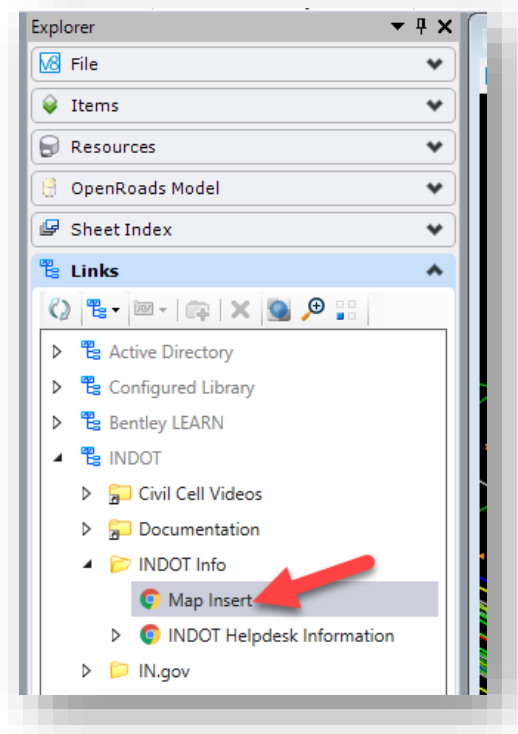 Explorer
V8 File
Items
Resources
OpenRoads Model
Sheet Index
Links
Active Directory
Configured Library
Bentley LEARN
INDOT
Civil Cell Videos
Documentation
INDOT Info
Map Insert
INDOT Helpdesk Information
IN.gov